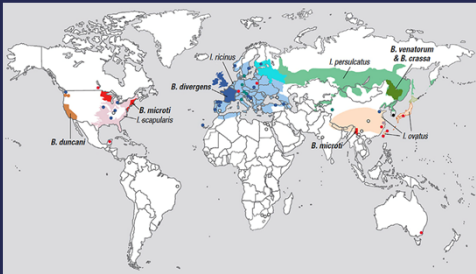 I. ricinus
I. persulcatus
B. venatorum
& B. crassa
B. divergens
B. microti
I. scapularis
B. duncani
I. ovatus
B. microti